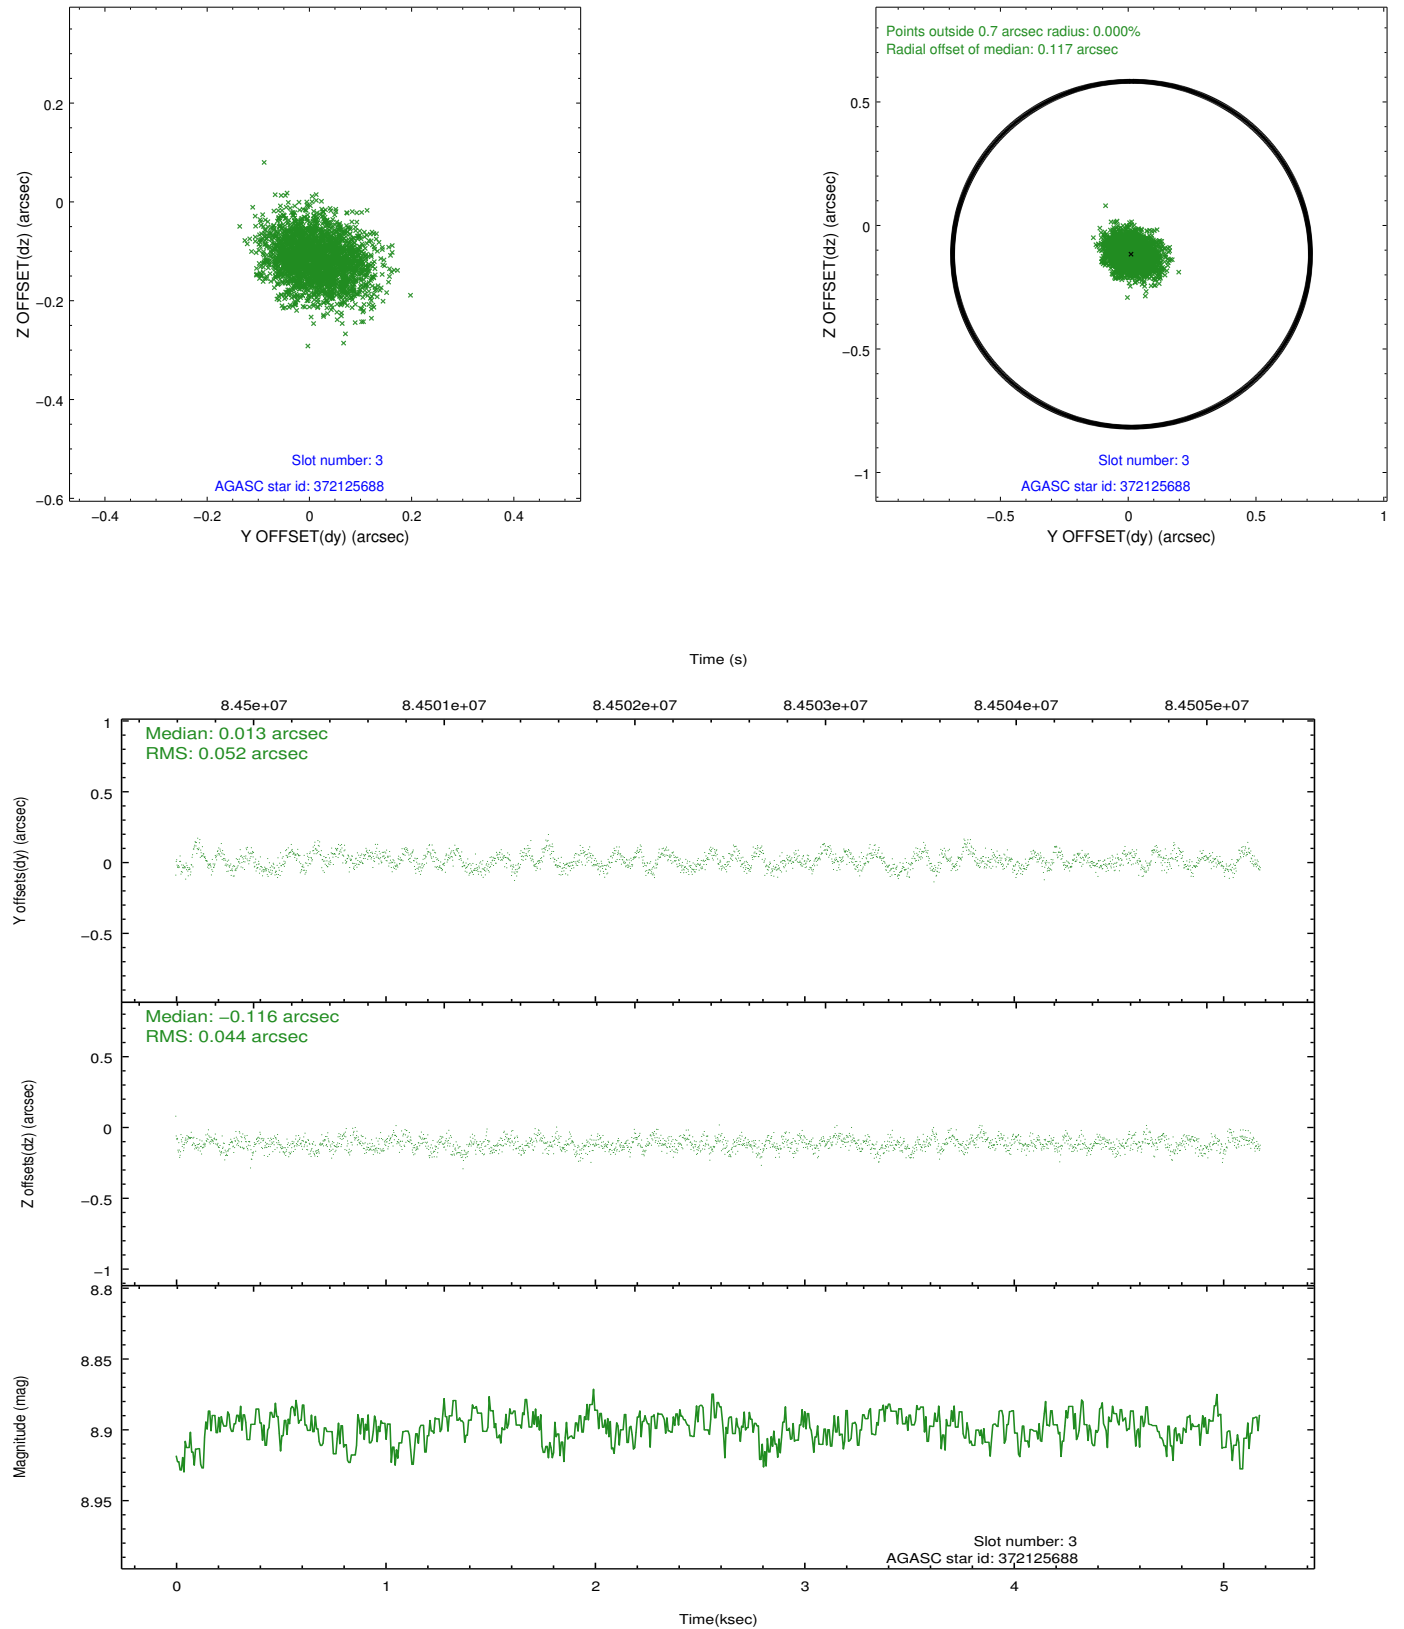 0.2
0
−0.2
−0.4
−0.6
Z OFFSET(dz) (arcsec)
Slot number: 3
AGASC star id: 372125688
−0.4 −0.2 0 0.2 0.4
Y OFFSET(dy) (arcsec)
Points outside 0.7 arcsec radius: 0.000%
Radial offset of median: 0.117 arcsec
0.5
0
−0.5
−1
Z OFFSET(dz) (arcsec)
Slot number: 3
AGASC star id: 372125688
−0.5 0 0.5 1
Y OFFSET(dy) (arcsec)
Time (s)
8.45e+07 8.4501e+07 8.4502e+07 8.4503e+07 8.4504e+07 8.4505e+07
Median: 0.013 arcsec
RMS: 0.052 arcsec
1
0.5
0
−0.5
Y offsets(dy) (arcsec)
Median: −0.116 arcsec
RMS: 0.044 arcsec
0.5
0
−0.5
−1
Z offsets(dz) (arcsec)
8.8
8.85
8.9
8.95
Magnitude (mag)
Slot number: 3
AGASC star id: 372125688
0 1 2 3 4 5
Time(ksec)